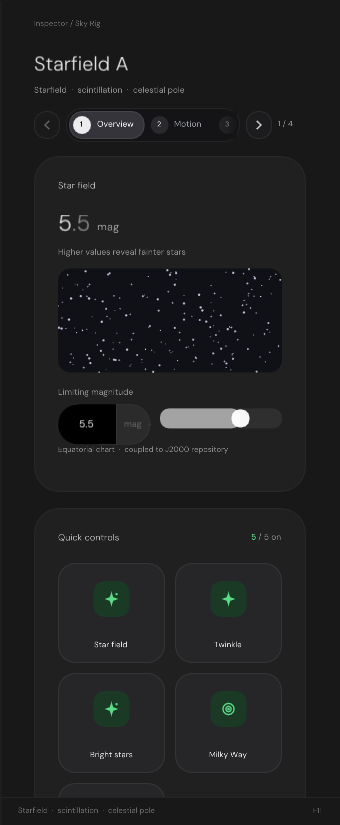 Inspector / Sky Rig
Starfield A
Starfield · scintillation · celestial pole
1 Overview 2 Motion 3 1 / 4
Star field
5.5 mag
Higher values reveal fainter stars
Limiting magnitude
5.5 mag
Equatorial chart · coupled to J2000 repository
Quick controls 5 / 5 on
Star field Twinkle
Bright stars Milky Way
Starfield · scintillation · celestial pole